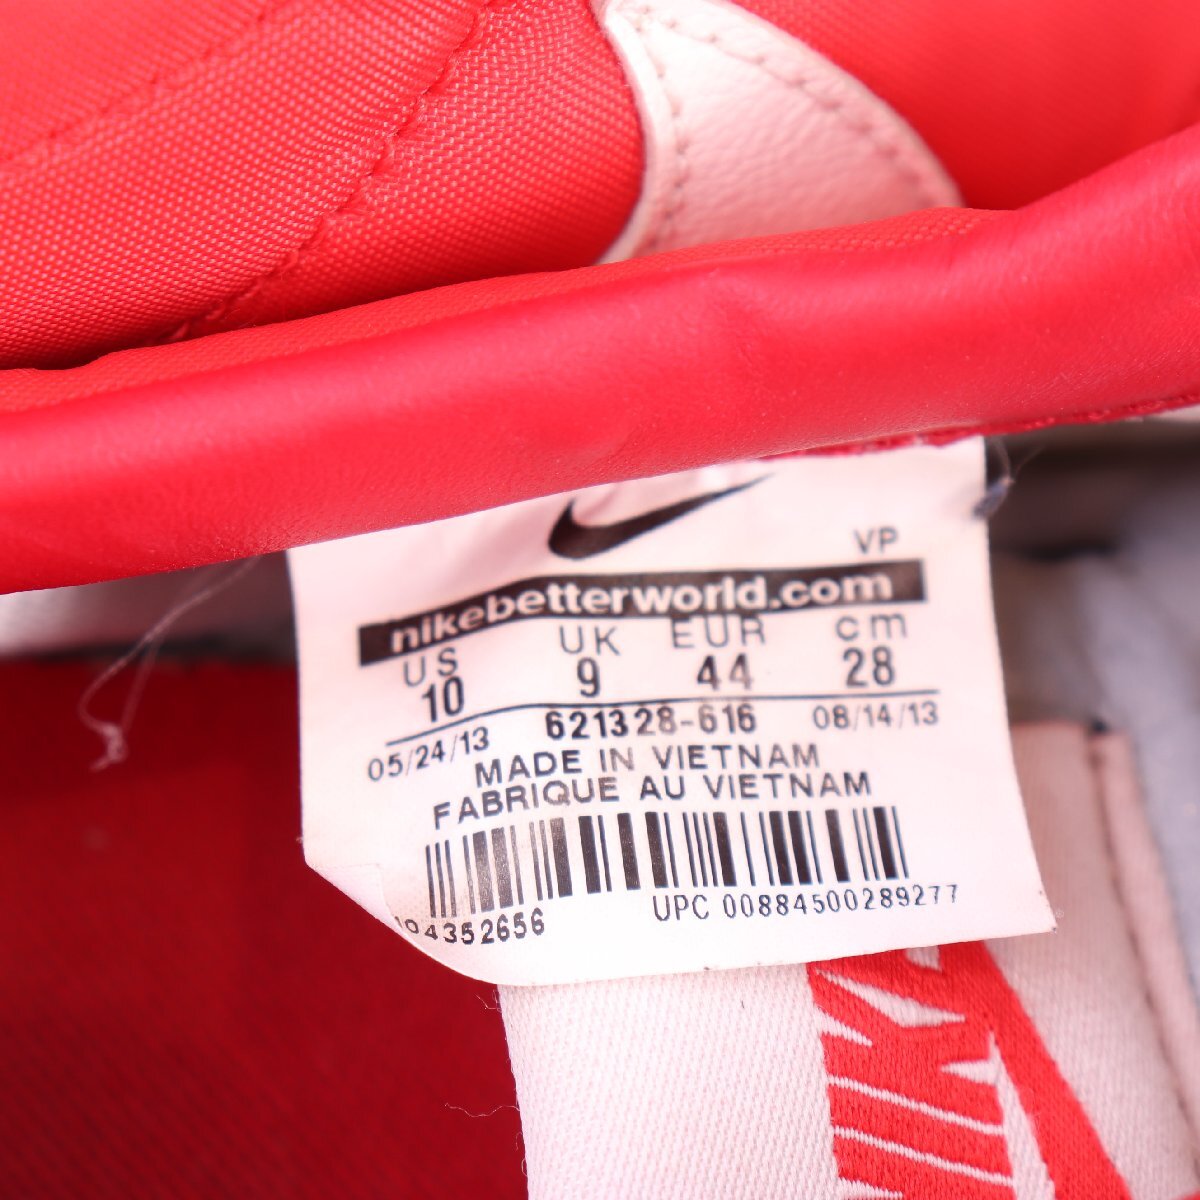 VP
nikebetterworld.com
US UK EUR cm
10 9 44 28
05/24/13 621328-616 08/14/13
MADE IN VIETNAM
FABRIQUE AU VIETNAM
04352656 UPC 00884500289277
NIKE